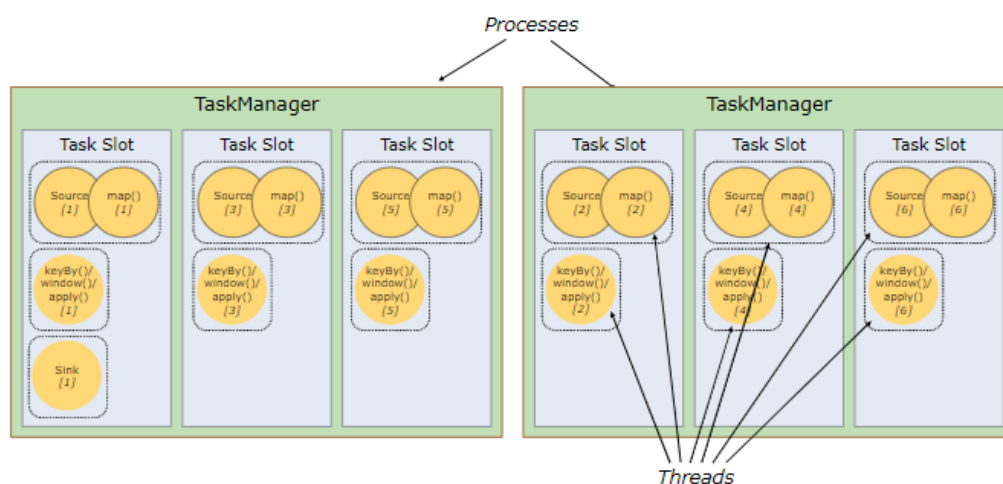 Processes
TaskManager
Task Slot
Source
[1]
map()
[1]
keyBy()/
window()/
apply()
[1]
Sink
[1]
Task Slot
Source
[3]
map()
[3]
keyBy()/
window()/
apply()
[3]
Task Slot
Source
[5]
map()
[5]
keyBy()/
window()/
apply()
[5]
TaskManager
Task Slot
Source
[2]
map()
[2]
keyBy()/
window()/
apply()
[2]
Task Slot
Source
[4]
map()
[4]
keyBy()/
window()/
apply()
[4]
Task Slot
Source
[6]
map()
[6]
keyBy()/
window()/
apply()
[6]
Threads